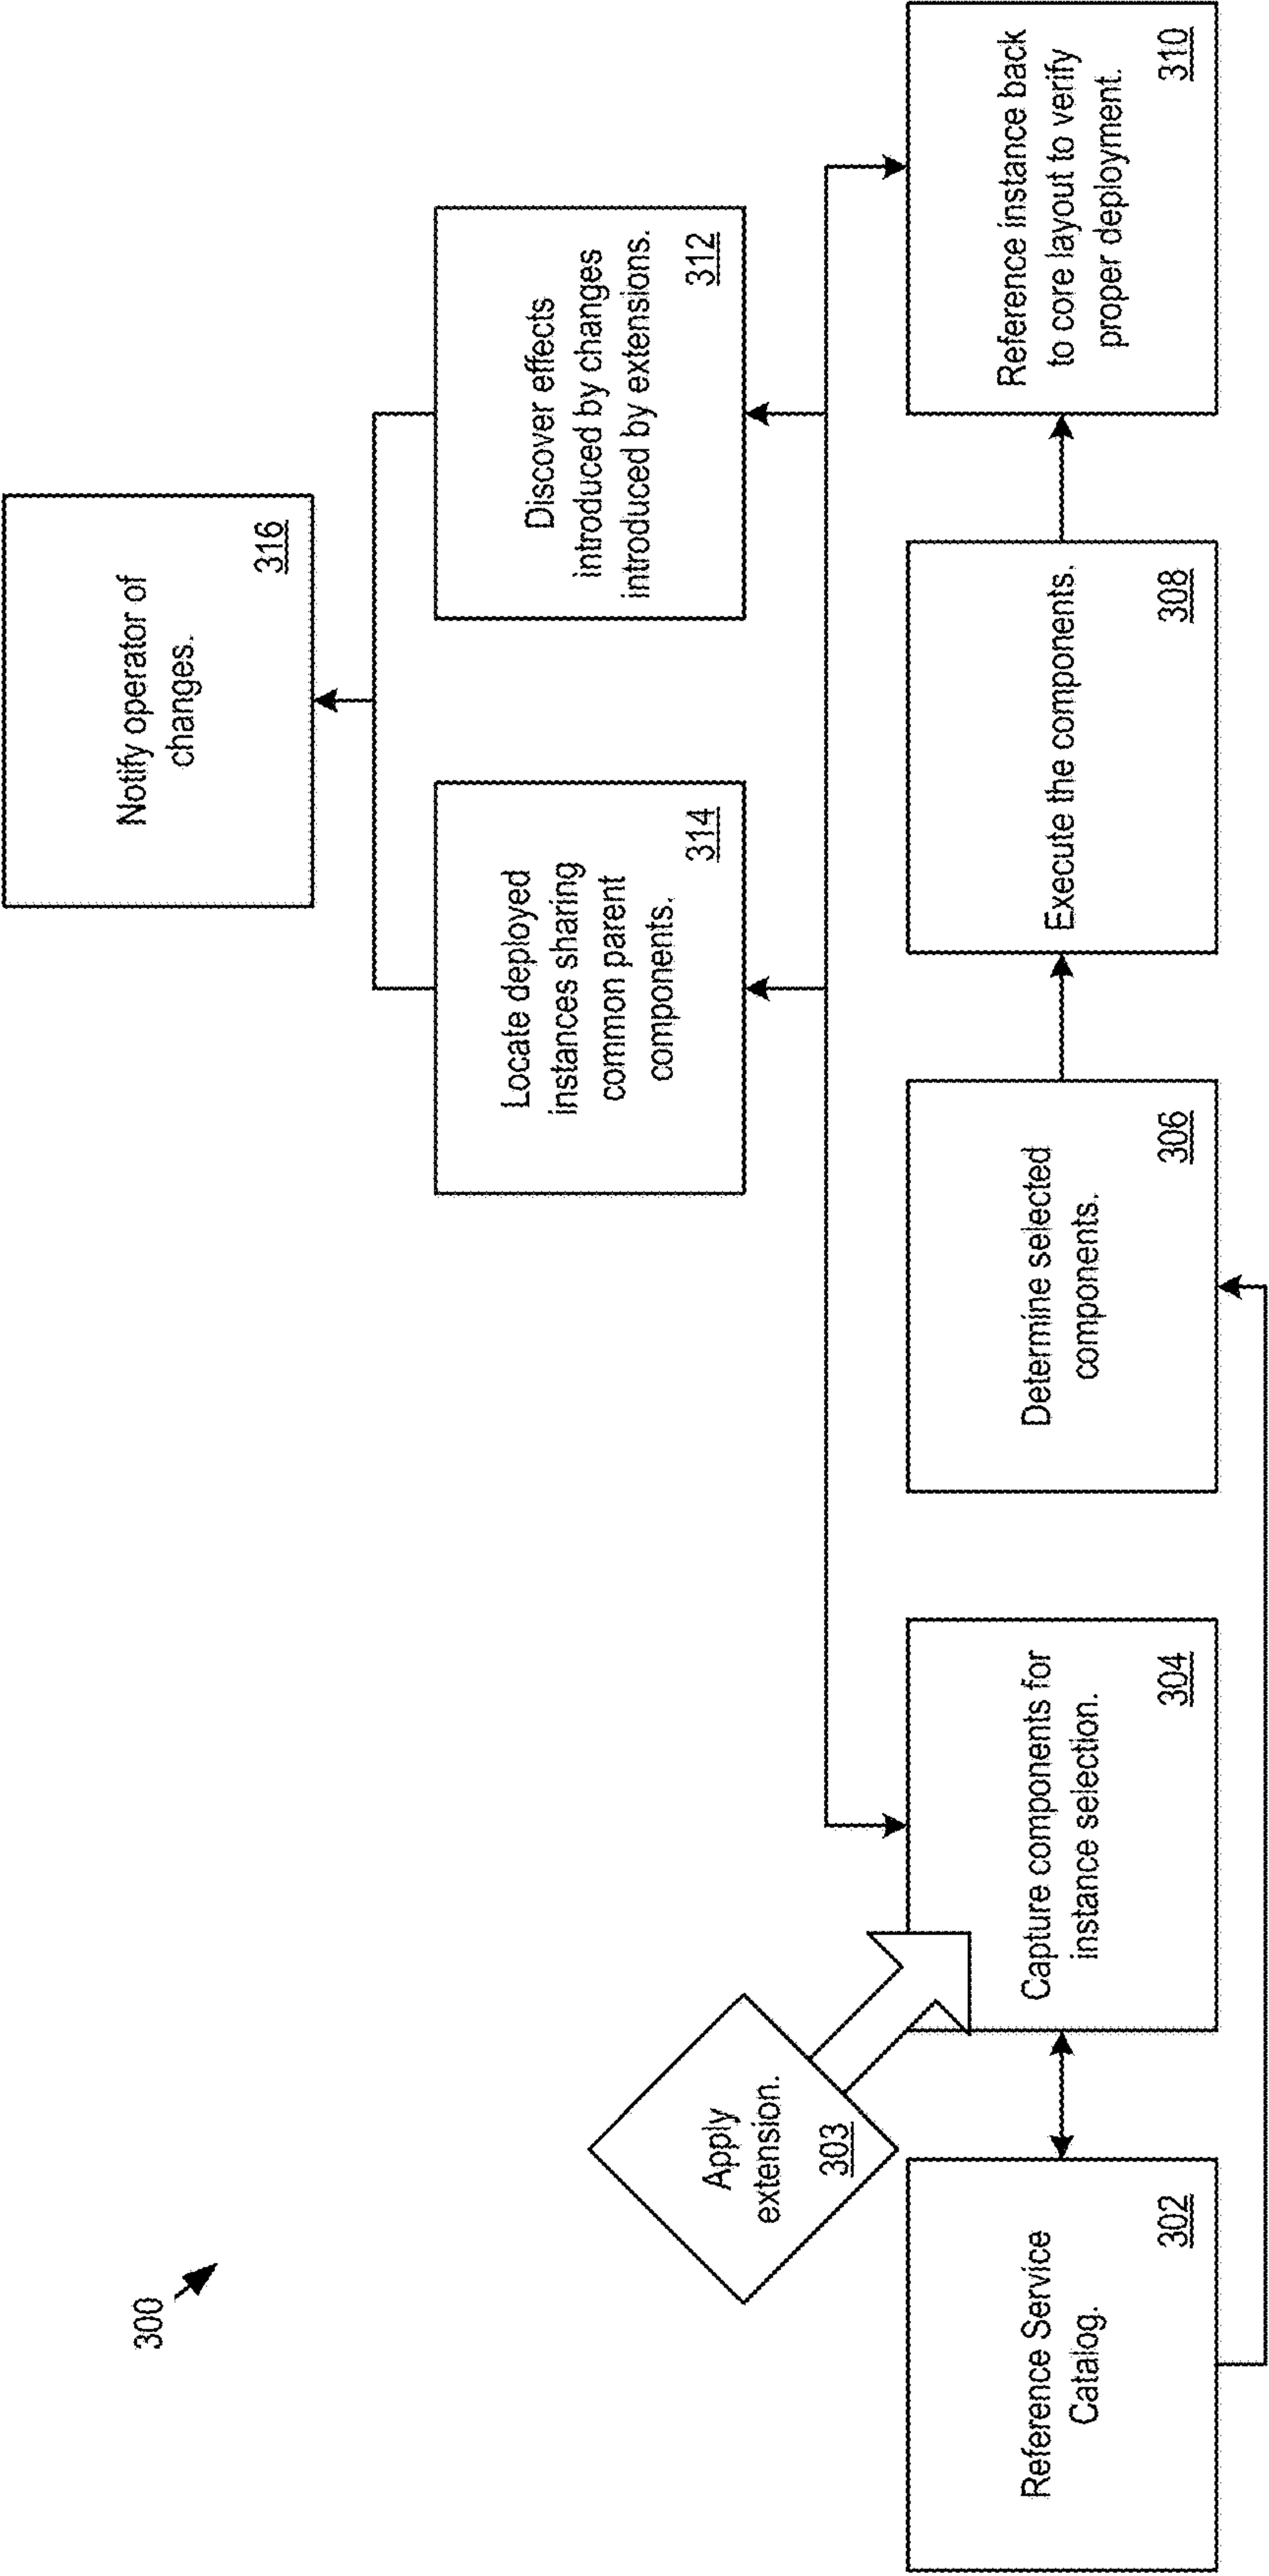 300
Notify operator of
changes.
316
Locate deployed
instances sharing
common parent
components.
314
Discover effects
introduced by changes
introduced by extensions.
312
Apply
extension.
303
Reference Service
Catalog.
302
Capture components for
instance selection.
304
Determine selected
components.
306
Execute the components.
308
Reference instance back
to core layout to verify
proper deployment.
310